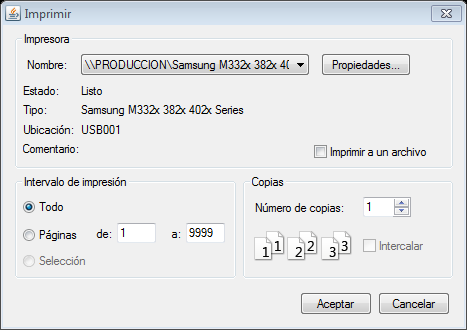 Imprimir
Impresora
Nombre: \\PRODUCCION\Samsung M332x 382x 40 Propiedades...
Estado: Listo
Tipo: Samsung M332x 382x 402x Series
Ubicación: USB001
Comentario: Imprimir a un archivo
Intervalo de impresión
Todo
Páginas de: 1 a: 9999
Selección
Copias
Número de copias: 1
1 1 2 2 3 3 Intercalar
Aceptar Cancelar